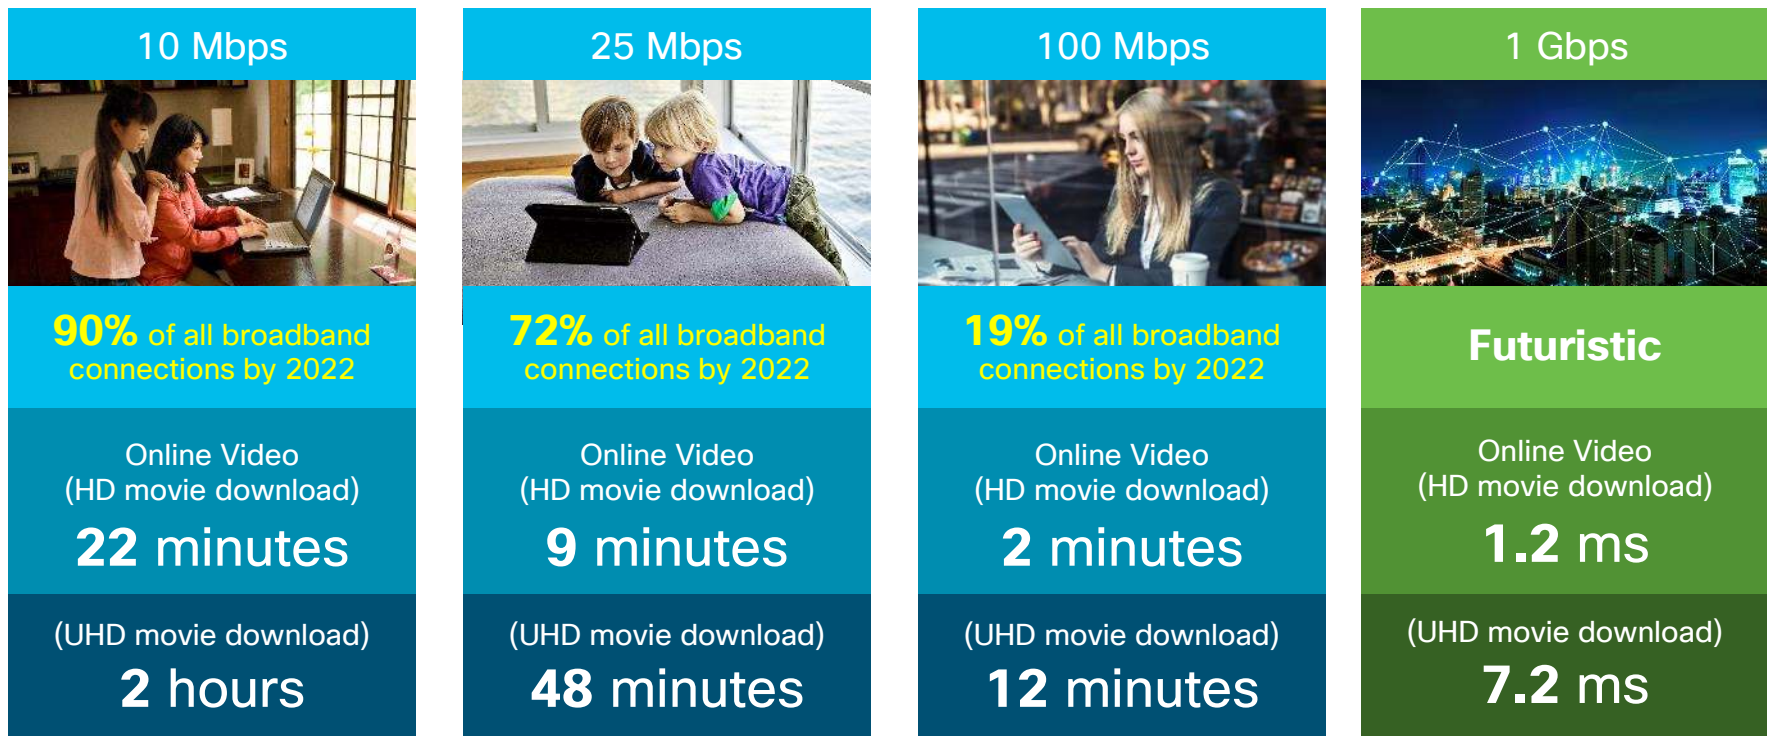 10 Mbps
90% of all broadband
connections by 2022
Online Video
(HD movie download)
22 minutes
(UHD movie download)
2 hours
25 Mbps
72% of all broadband
connections by 2022
Online Video
(HD movie download)
9 minutes
(UHD movie download)
48 minutes
100 Mbps
19% of all broadband
connections by 2022
Online Video
(HD movie download)
2 minutes
(UHD movie download)
12 minutes
1 Gbps
Futuristic
Online Video
(HD movie download)
1.2 ms
(UHD movie download)
7.2 ms